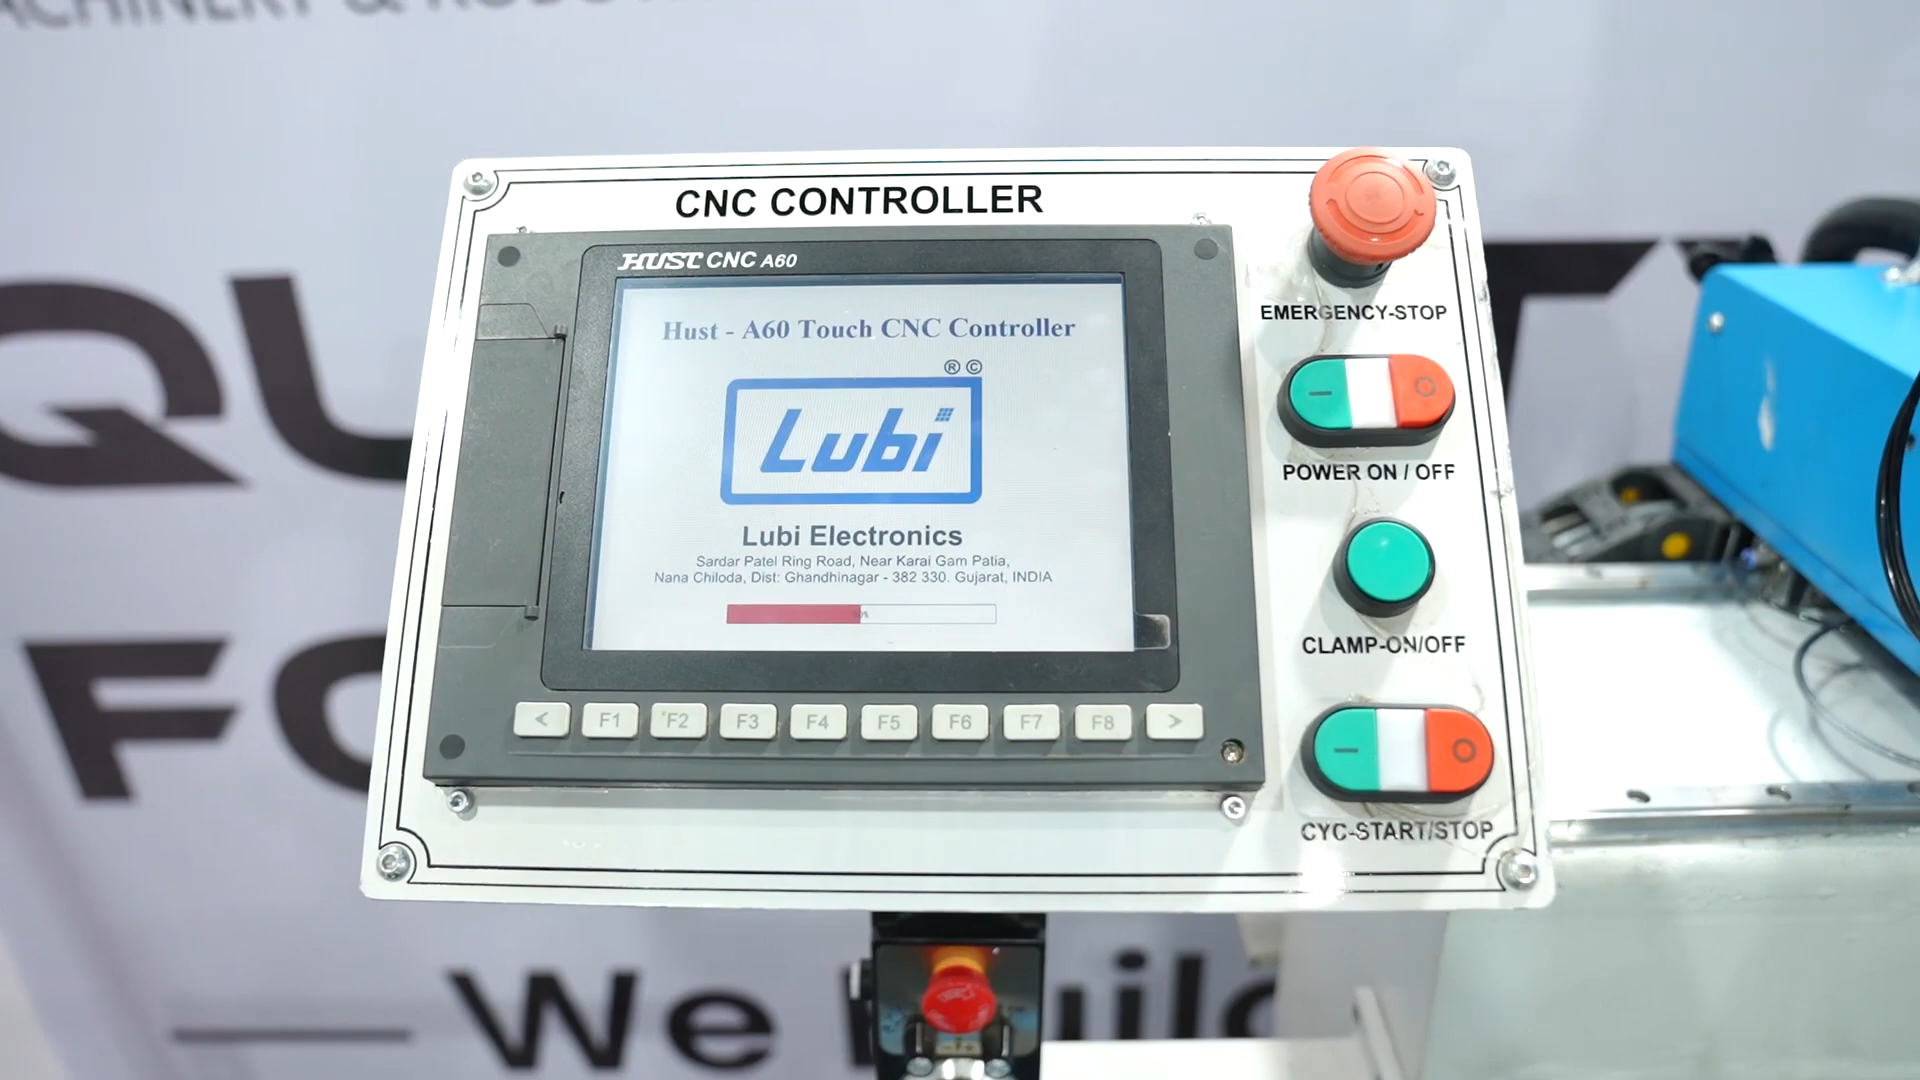 CNC CONTROLLER
HUST CNC A60
Hust - A60 Touch CNC Controller
® ©
Lubi
Lubi Electronics
Sardar Patel Ring Road, Near Karai Gam Patia,
Nana Chiloda, Dist: Ghandhinagar - 382 330. Gujarat, INDIA
< F1 F2 F3 F4 F5 F6 F7 F8 >
EMERGENCY-STOP
POWER ON / OFF
CLAMP-ON/OFF
CYC-START/STOP
We